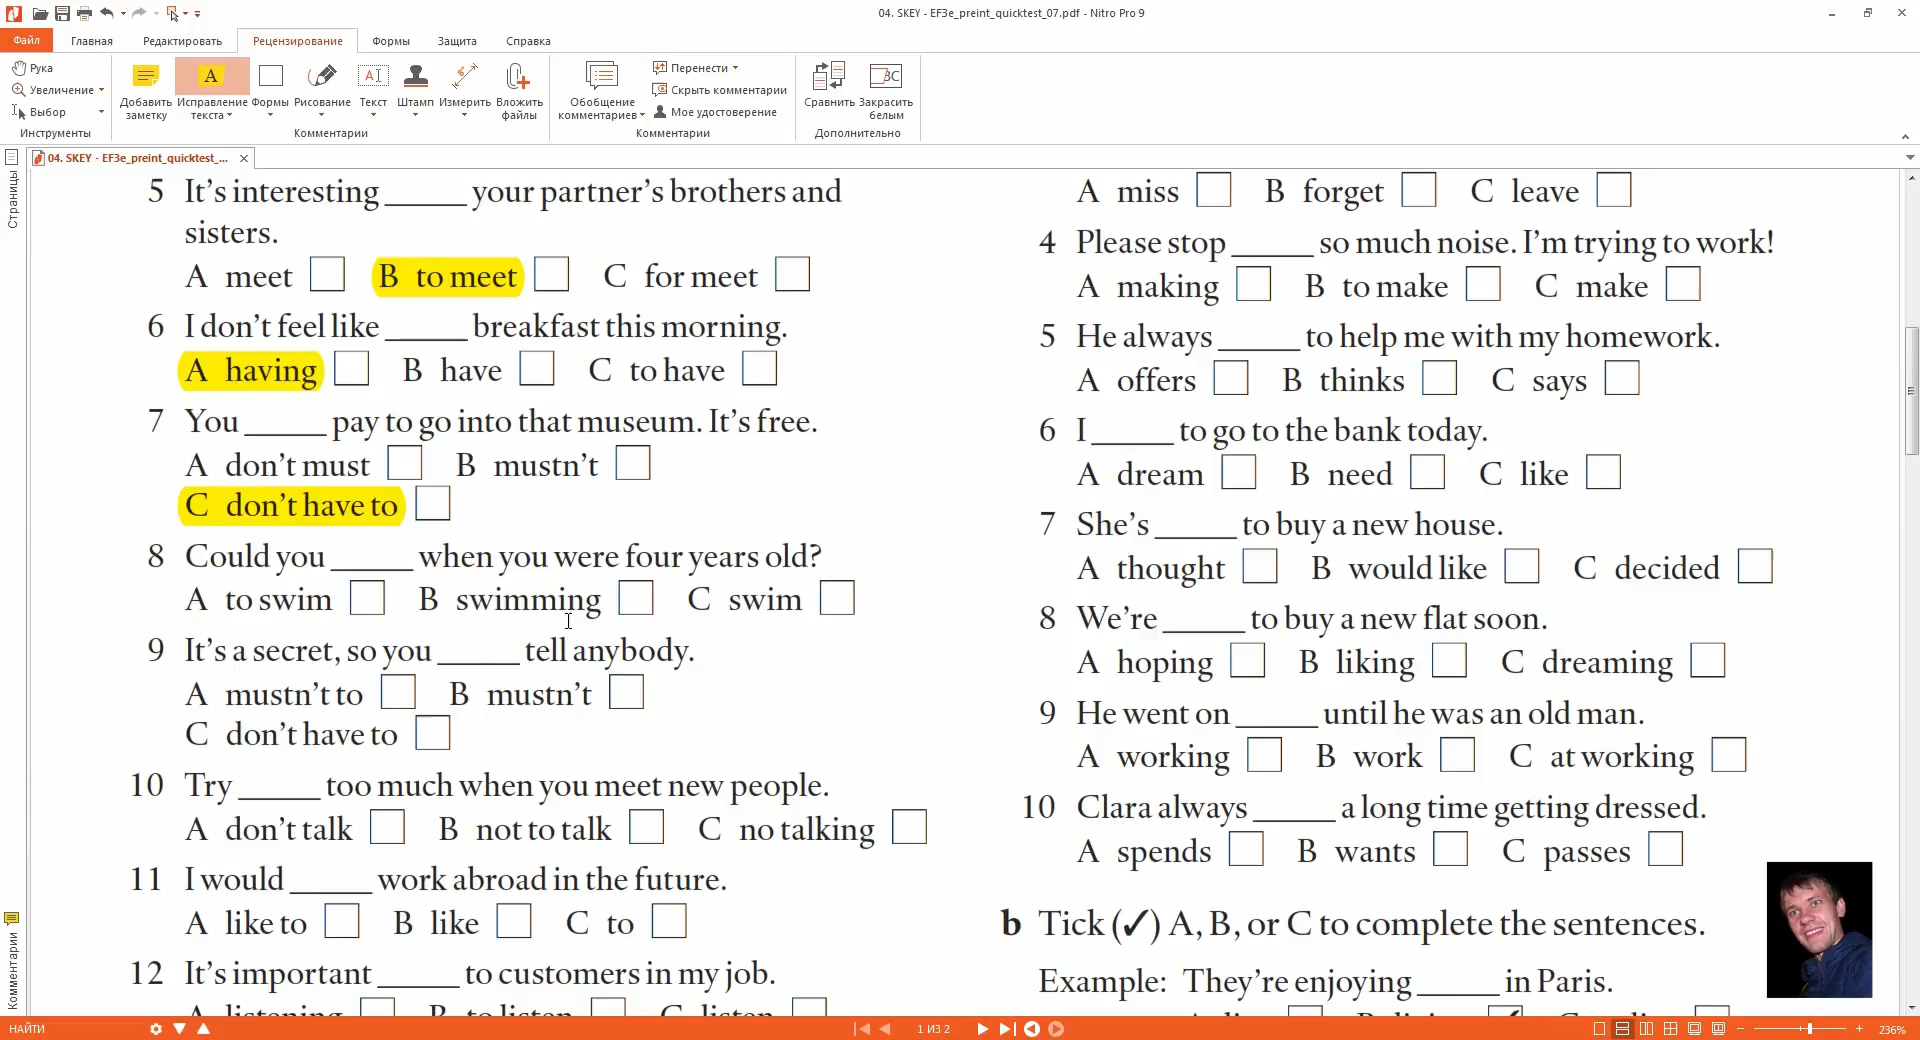 04. SKEY - EF3e_preint_quicktest_07.pdf - Nitro Pro 9
Файл Главная Редактировать Рецензирование Формы Защита Справка
Рука
Увеличение
Выбор
Инструменты
Добавить заметку
Исправление текста
Формы
Рисование
Текст
Штамп
Измерить
Вложить файлы
Комментарии
Обобщение комментариев
Перенести
Скрыть комментарии
Мое удостоверение
Комментарии
Сравнить
Закрасить белым
Дополнительно
04. SKEY - EF3e_preint_quicktest_...
Страницы
Комментарии
5 It's interesting _____ your partner's brothers and
sisters.
A meet B to meet C for meet
6 I don't feel like _____ breakfast this morning.
A having B have C to have
7 You _____ pay to go into that museum. It's free.
A don't must B mustn't
C don't have to
8 Could you _____ when you were four years old?
A to swim B swimming C swim
9 It's a secret, so you _____ tell anybody.
A mustn't to B mustn't
C don't have to
10 Try _____ too much when you meet new people.
A don't talk B not to talk C no talking
11 I would _____ work abroad in the future.
A like to B like C to
12 It's important _____ to customers in my job.
A listening B to listen C listen
A miss B forget C leave
4 Please stop _____ so much noise. I'm trying to work!
A making B to make C make
5 He always _____ to help me with my homework.
A offers B thinks C says
6 I _____ to go to the bank today.
A dream B need C like
7 She's _____ to buy a new house.
A thought B would like C decided
8 We're _____ to buy a new flat soon.
A hoping B liking C dreaming
9 He went on _____ until he was an old man.
A working B work C at working
10 Clara always _____ a long time getting dressed.
A spends B wants C passes
b Tick (✓) A, B, or C to complete the sentences.
Example: They're enjoying _____ in Paris.
НАЙТИ
1 ИЗ 2
236%